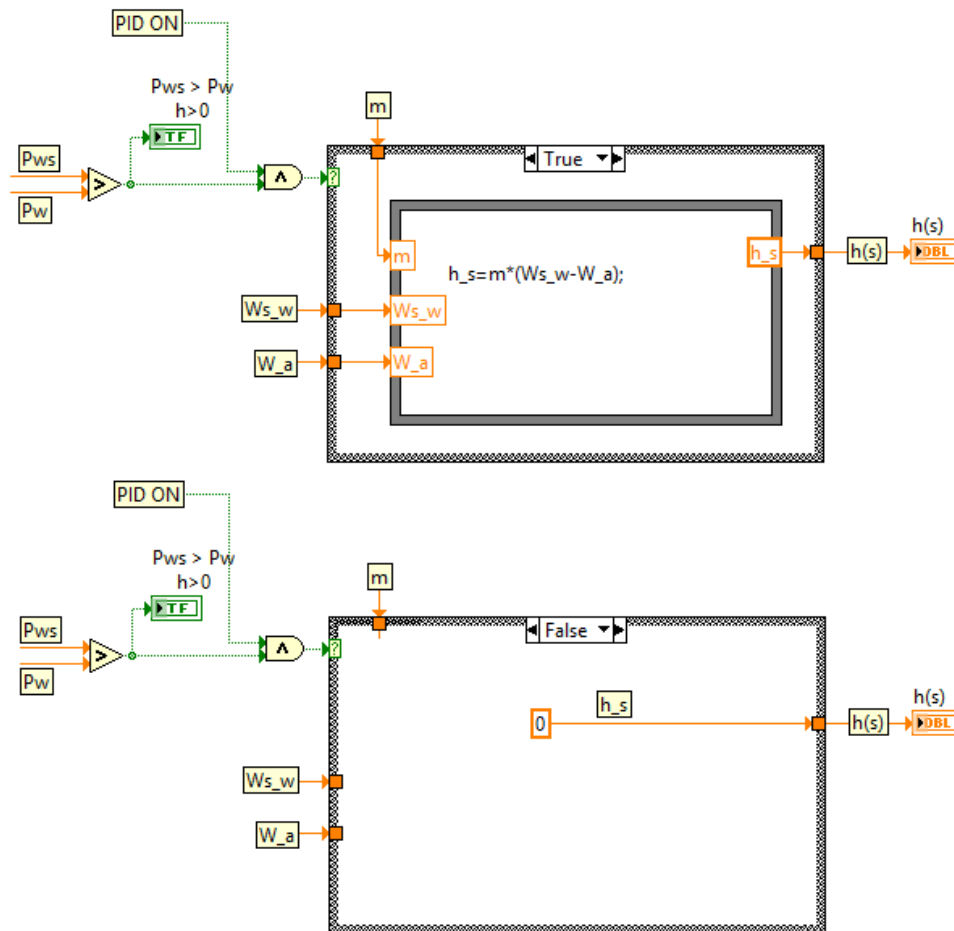 PID ON
Pws > Pw
h>0
TF
m
Pws
Pw
>
∧
?
True
m
h_s
h(s)
h(s)
DBL
h_s=m*(Ws_w-W_a);
Ws_w
Ws_w
W_a
W_a
PID ON
Pws > Pw
h>0
TF
m
Pws
Pw
>
∧
?
False
0
h_s
h(s)
h(s)
DBL
Ws_w
W_a